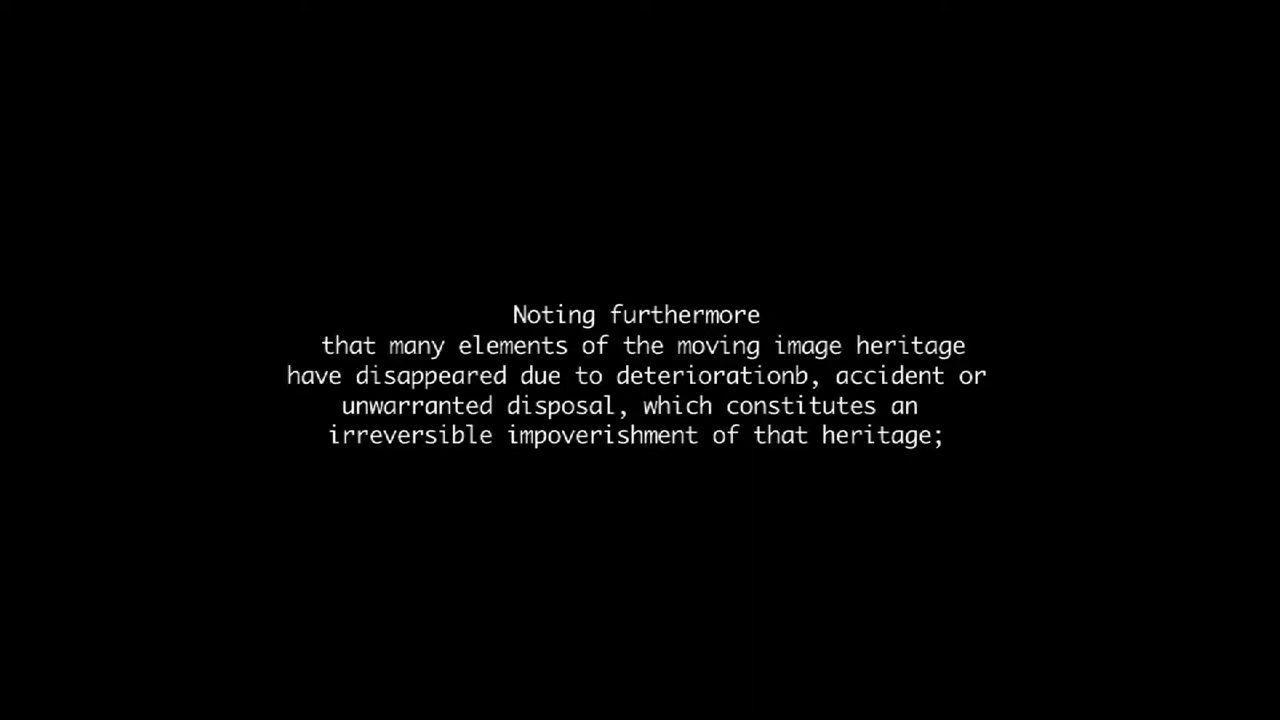 Noting furthermore
that many elements of the moving image heritage
have disappeared due to deteriorationb, accident or
unwarranted disposal, which constitutes an
irreversible impoverishment of that heritage;